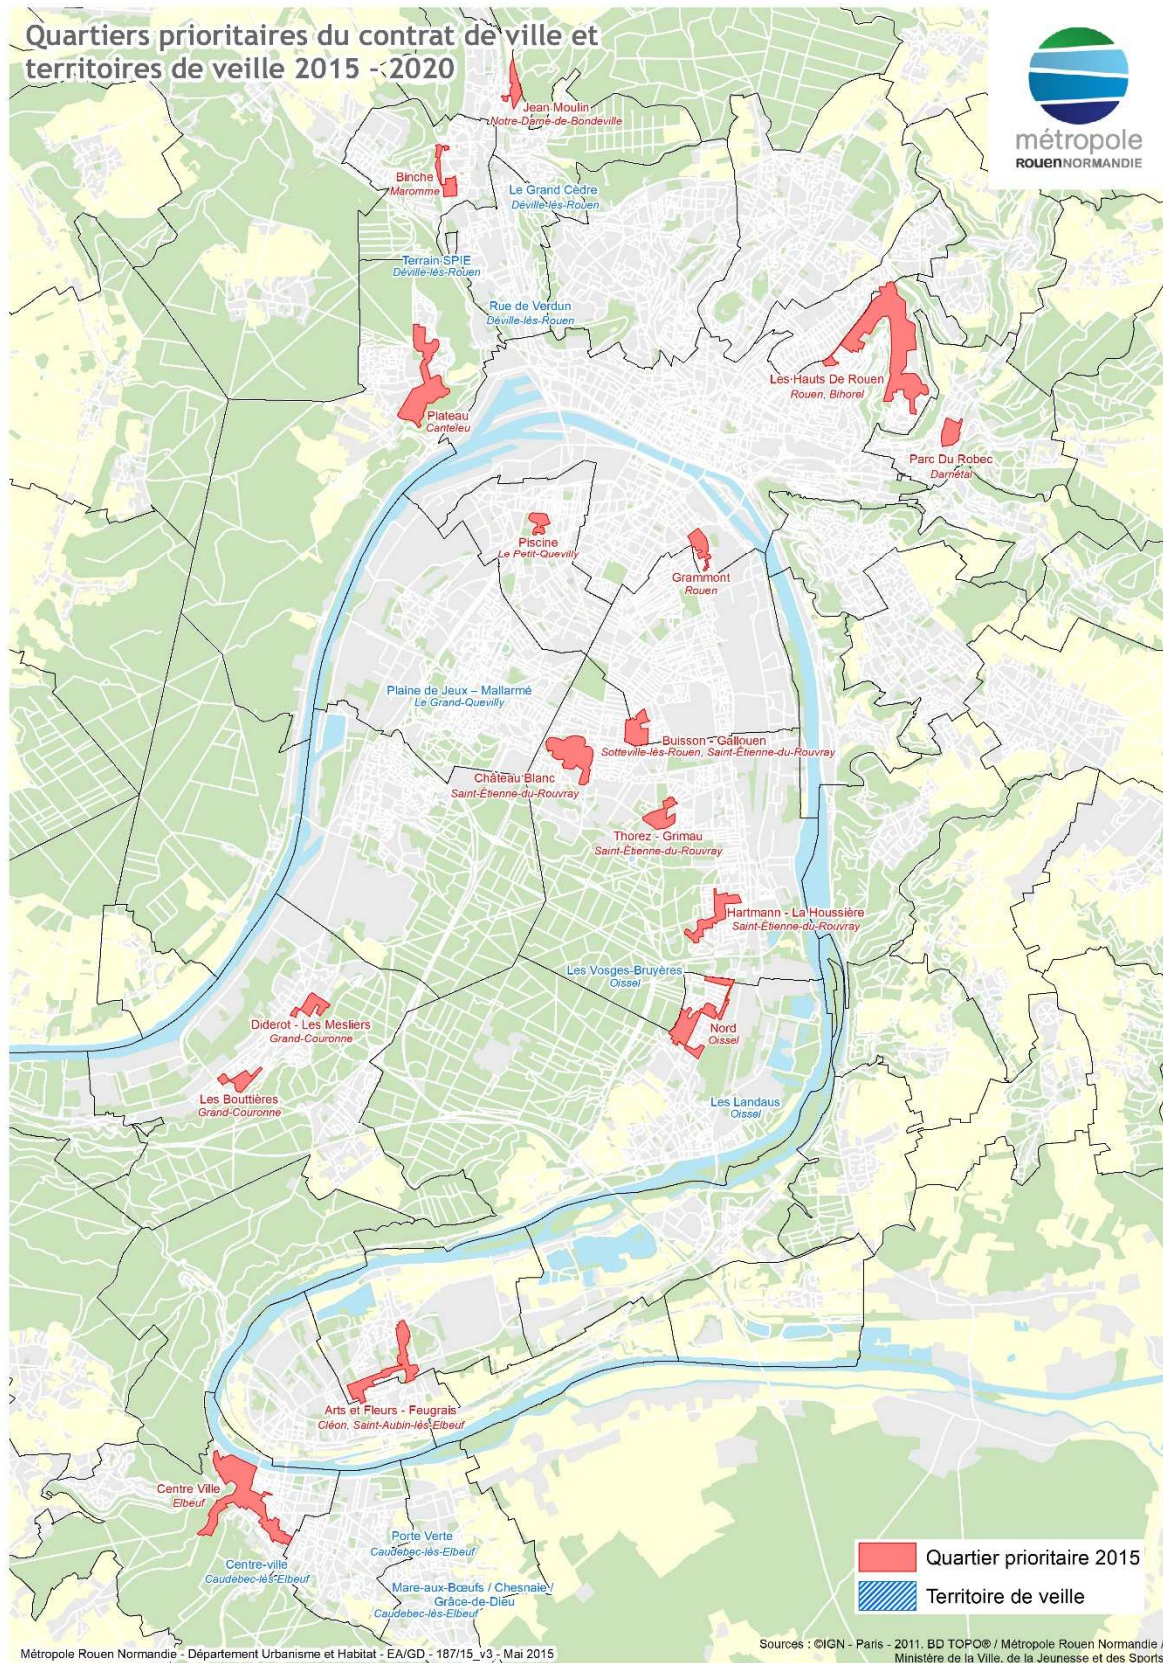 Quartiers prioritaires du contrat de ville et
territoires de veille 2015 - 2020
métropole
ROUENNORMANDIE
Jean Moulin
Notre-Dame-de-Bondeville
Binche
Maromme
Le Grand Cèdre
Déville-lès-Rouen
Terrain SPIE
Déville-lès-Rouen
Rue de Verdun
Déville-lès-Rouen
Les Hauts De Rouen
Rouen, Bihorel
Plateau
Canteleu
Parc Du Robec
Darnétal
Piscine
Le Petit-Quevilly
Grammont
Rouen
Plaine de Jeux – Mallarmé
Le Grand-Quevilly
Buisson - Gallouen
Sotteville-lès-Rouen, Saint-Étienne-du-Rouvray
Château Blanc
Saint-Étienne-du-Rouvray
Thorez - Grimau
Saint-Étienne-du-Rouvray
Hartmann - La Houssière
Saint-Étienne-du-Rouvray
Les Vosges-Bruyères
Oissel
Diderot - Les Mesliers
Grand-Couronne
Nord
Oissel
Les Bouttières
Grand-Couronne
Les Landaus
Oissel
Arts et Fleurs - Feugrais
Cléon, Saint-Aubin-lès-Elbeuf
Centre Ville
Elbeuf
Porte Verte
Caudebec-lès-Elbeuf
Centre-ville
Caudebec-lès-Elbeuf
Mare-aux-Bœufs / Chesnaie /
Grâce-de-Dieu
Caudebec-lès-Elbeuf
Quartier prioritaire 2015
Territoire de veille
Métropole Rouen Normandie - Département Urbanisme et Habitat - EA/GD - 187/15_v3 - Mai 2015
Sources : ©IGN - Paris - 2011. BD TOPO® / Métropole Rouen Normandie /
Ministère de la Ville, de la Jeunesse et des Sports